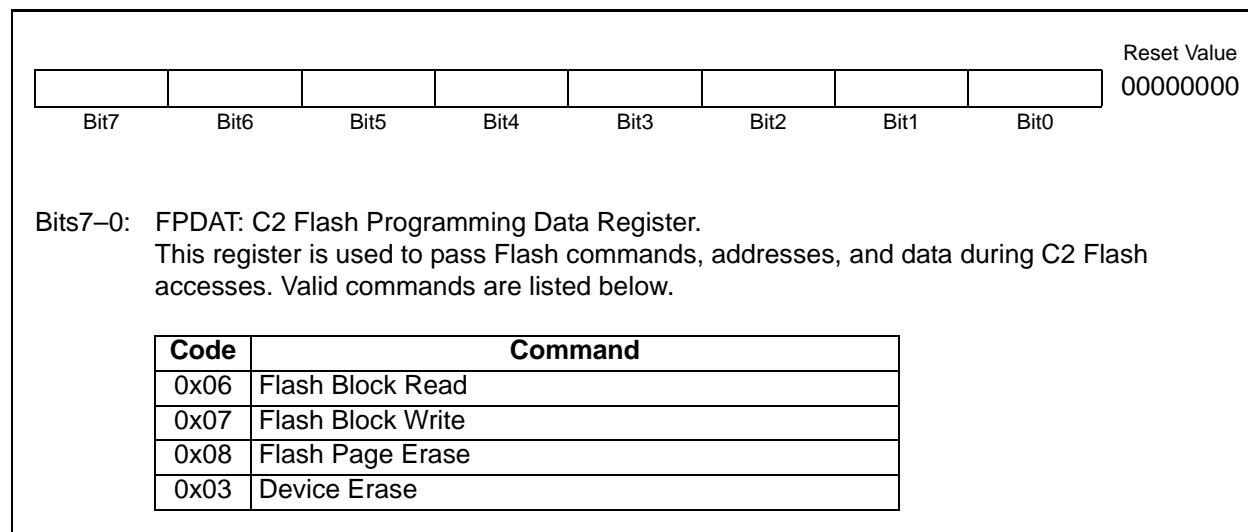 Reset Value
00000000
Bit7 Bit6 Bit5 Bit4 Bit3 Bit2 Bit1 Bit0
Bits7–0: FPDAT: C2 Flash Programming Data Register.
This register is used to pass Flash commands, addresses, and data during C2 Flash
accesses. Valid commands are listed below.
Code Command
0x06 Flash Block Read
0x07 Flash Block Write
0x08 Flash Page Erase
0x03 Device Erase